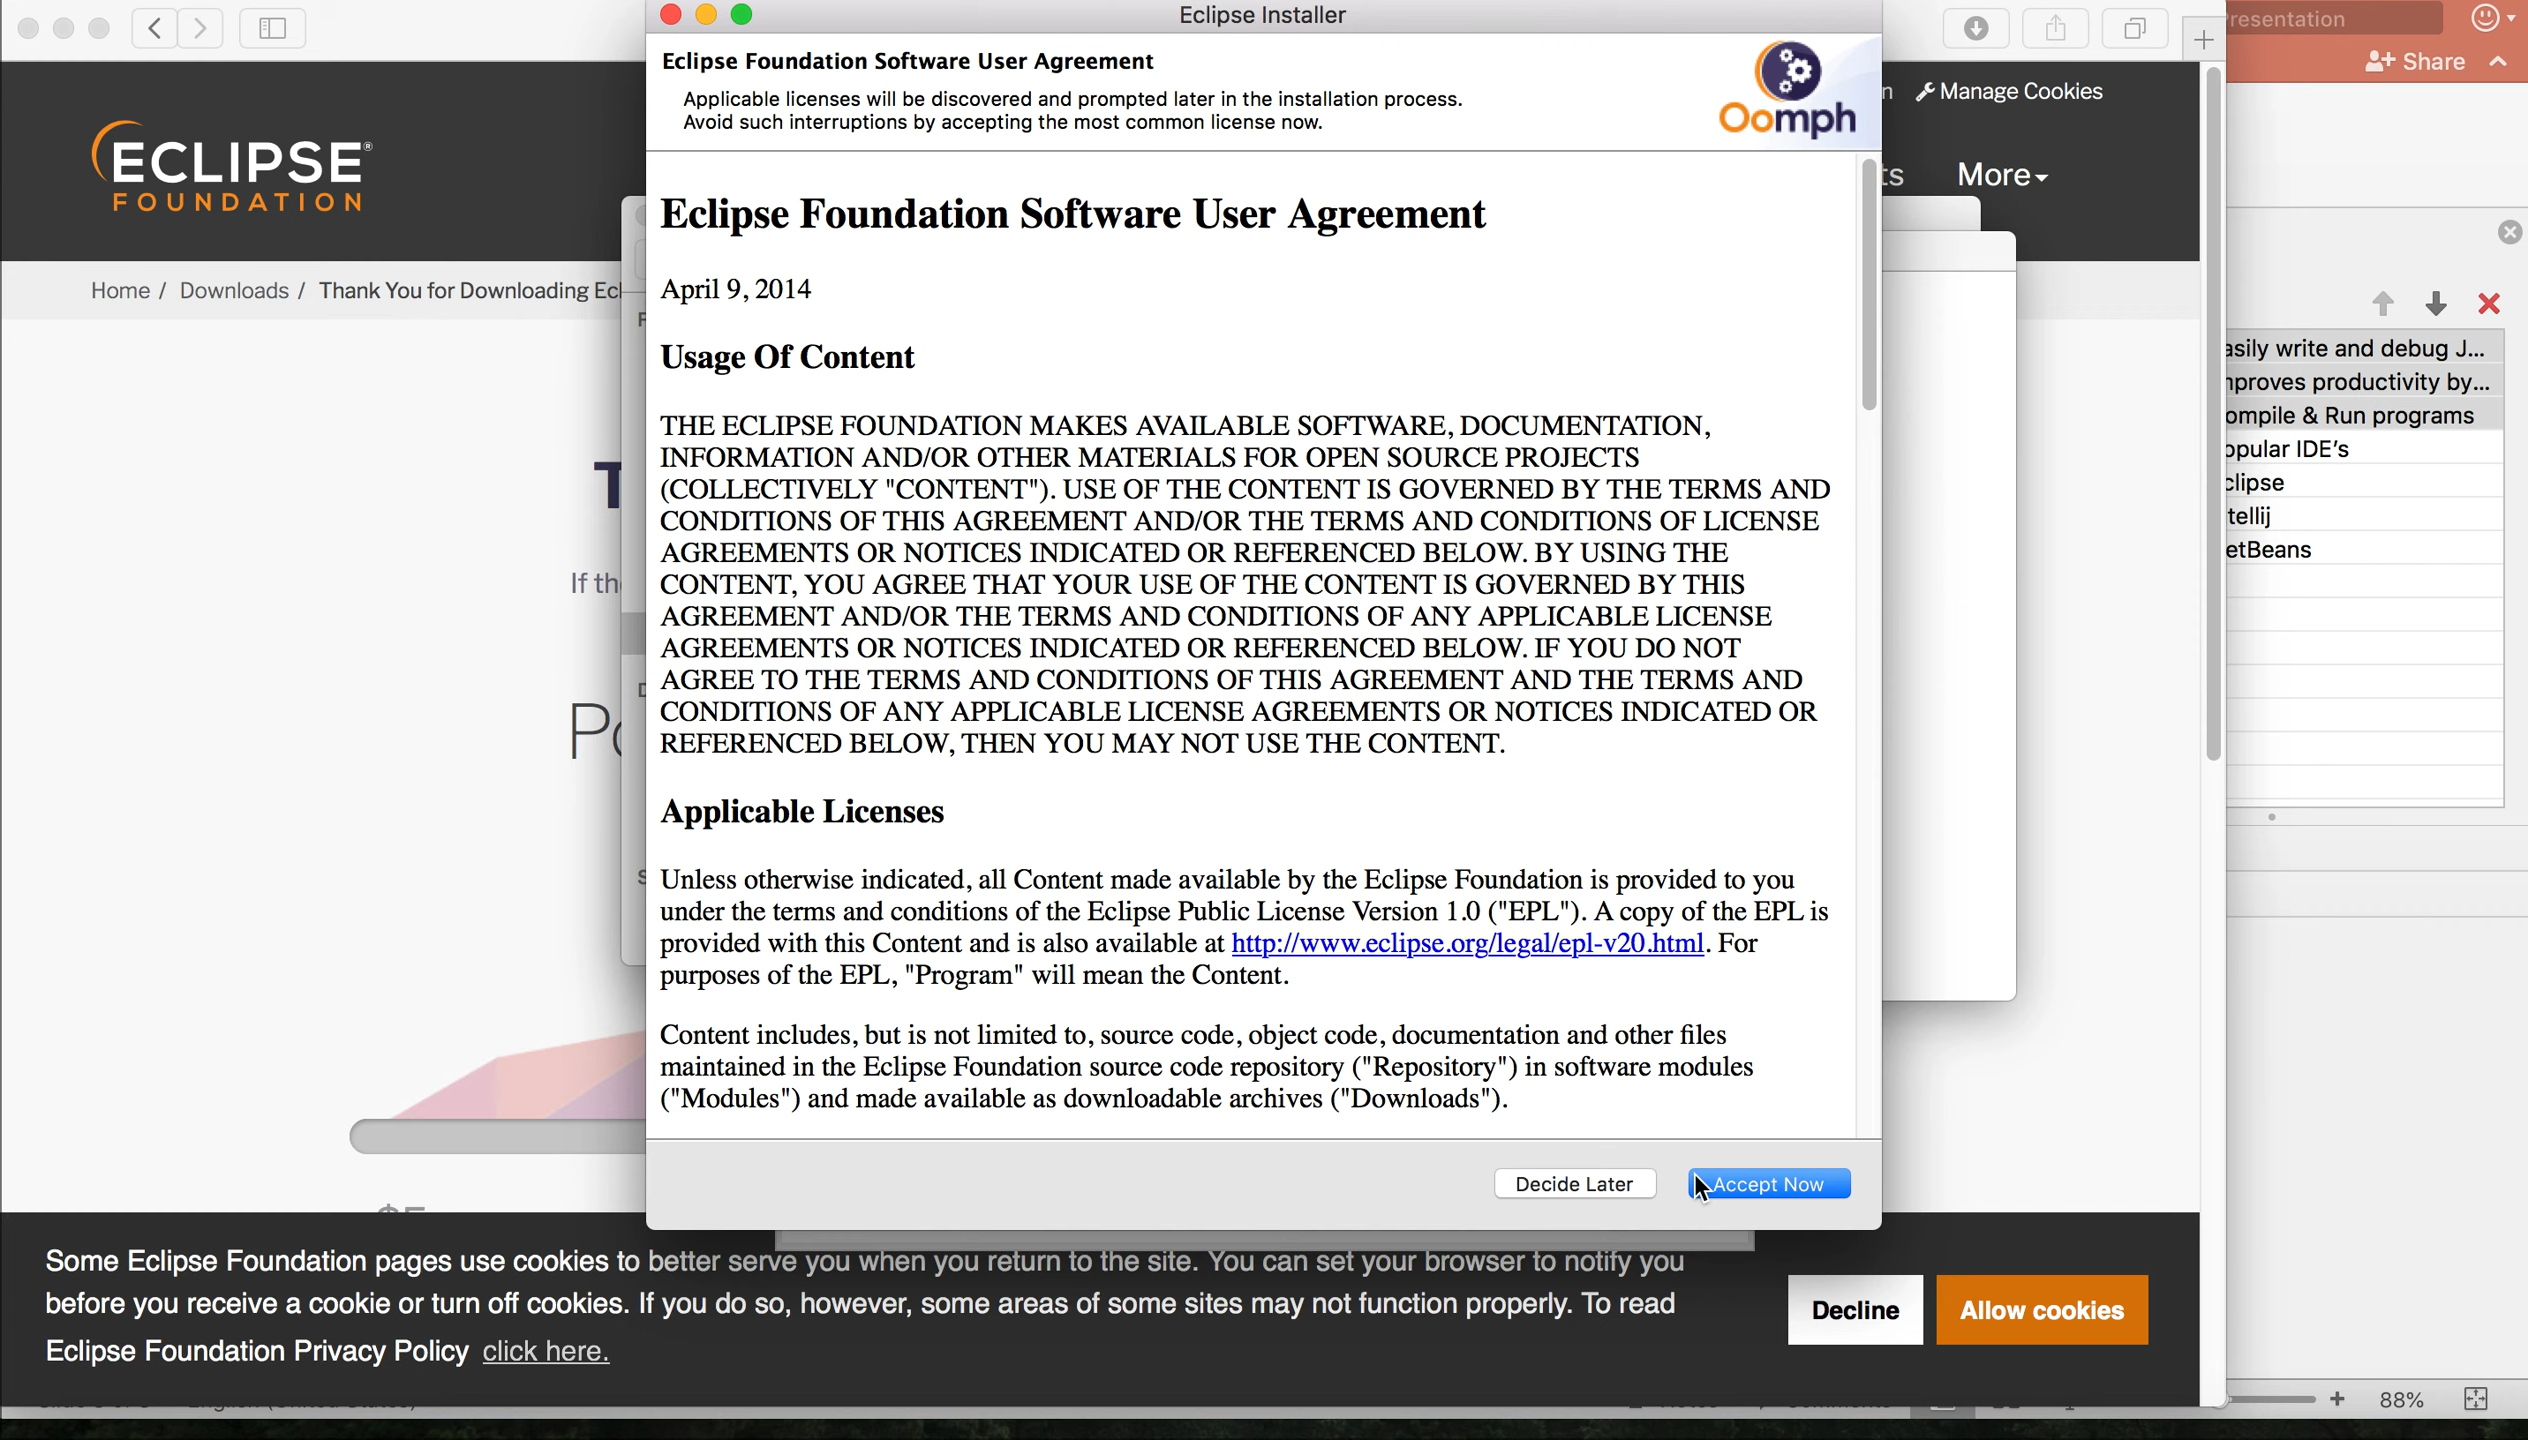 Eclipse Installer
resentation
Share
Eclipse Foundation Software User Agreement
Applicable licenses will be discovered and prompted later in the installation process.
Avoid such interruptions by accepting the most common license now.
Oomph
Manage Cookies
More
ECLIPSE®
FOUNDATION
Home / Downloads / Thank You for Downloading Ecl
Eclipse Foundation Software User Agreement
April 9, 2014
Usage Of Content
THE ECLIPSE FOUNDATION MAKES AVAILABLE SOFTWARE, DOCUMENTATION,
INFORMATION AND/OR OTHER MATERIALS FOR OPEN SOURCE PROJECTS
(COLLECTIVELY "CONTENT"). USE OF THE CONTENT IS GOVERNED BY THE TERMS AND
CONDITIONS OF THIS AGREEMENT AND/OR THE TERMS AND CONDITIONS OF LICENSE
AGREEMENTS OR NOTICES INDICATED OR REFERENCED BELOW. BY USING THE
CONTENT, YOU AGREE THAT YOUR USE OF THE CONTENT IS GOVERNED BY THIS
AGREEMENT AND/OR THE TERMS AND CONDITIONS OF ANY APPLICABLE LICENSE
AGREEMENTS OR NOTICES INDICATED OR REFERENCED BELOW. IF YOU DO NOT
AGREE TO THE TERMS AND CONDITIONS OF THIS AGREEMENT AND THE TERMS AND
CONDITIONS OF ANY APPLICABLE LICENSE AGREEMENTS OR NOTICES INDICATED OR
REFERENCED BELOW, THEN YOU MAY NOT USE THE CONTENT.
Applicable Licenses
Unless otherwise indicated, all Content made available by the Eclipse Foundation is provided to you
under the terms and conditions of the Eclipse Public License Version 1.0 ("EPL"). A copy of the EPL is
provided with this Content and is also available at http://www.eclipse.org/legal/epl-v20.html. For
purposes of the EPL, "Program" will mean the Content.
Content includes, but is not limited to, source code, object code, documentation and other files
maintained in the Eclipse Foundation source code repository ("Repository") in software modules
("Modules") and made available as downloadable archives ("Downloads").
Decide Later
Accept Now
If th
asily write and debug J...
nproves productivity by...
ompile & Run programs
opular IDE's
clipse
tellij
etBeans
Some Eclipse Foundation pages use cookies to better serve you when you return to the site. You can set your browser to notify you
before you receive a cookie or turn off cookies. If you do so, however, some areas of some sites may not function properly. To read
Eclipse Foundation Privacy Policy click here.
Decline
Allow cookies
88%